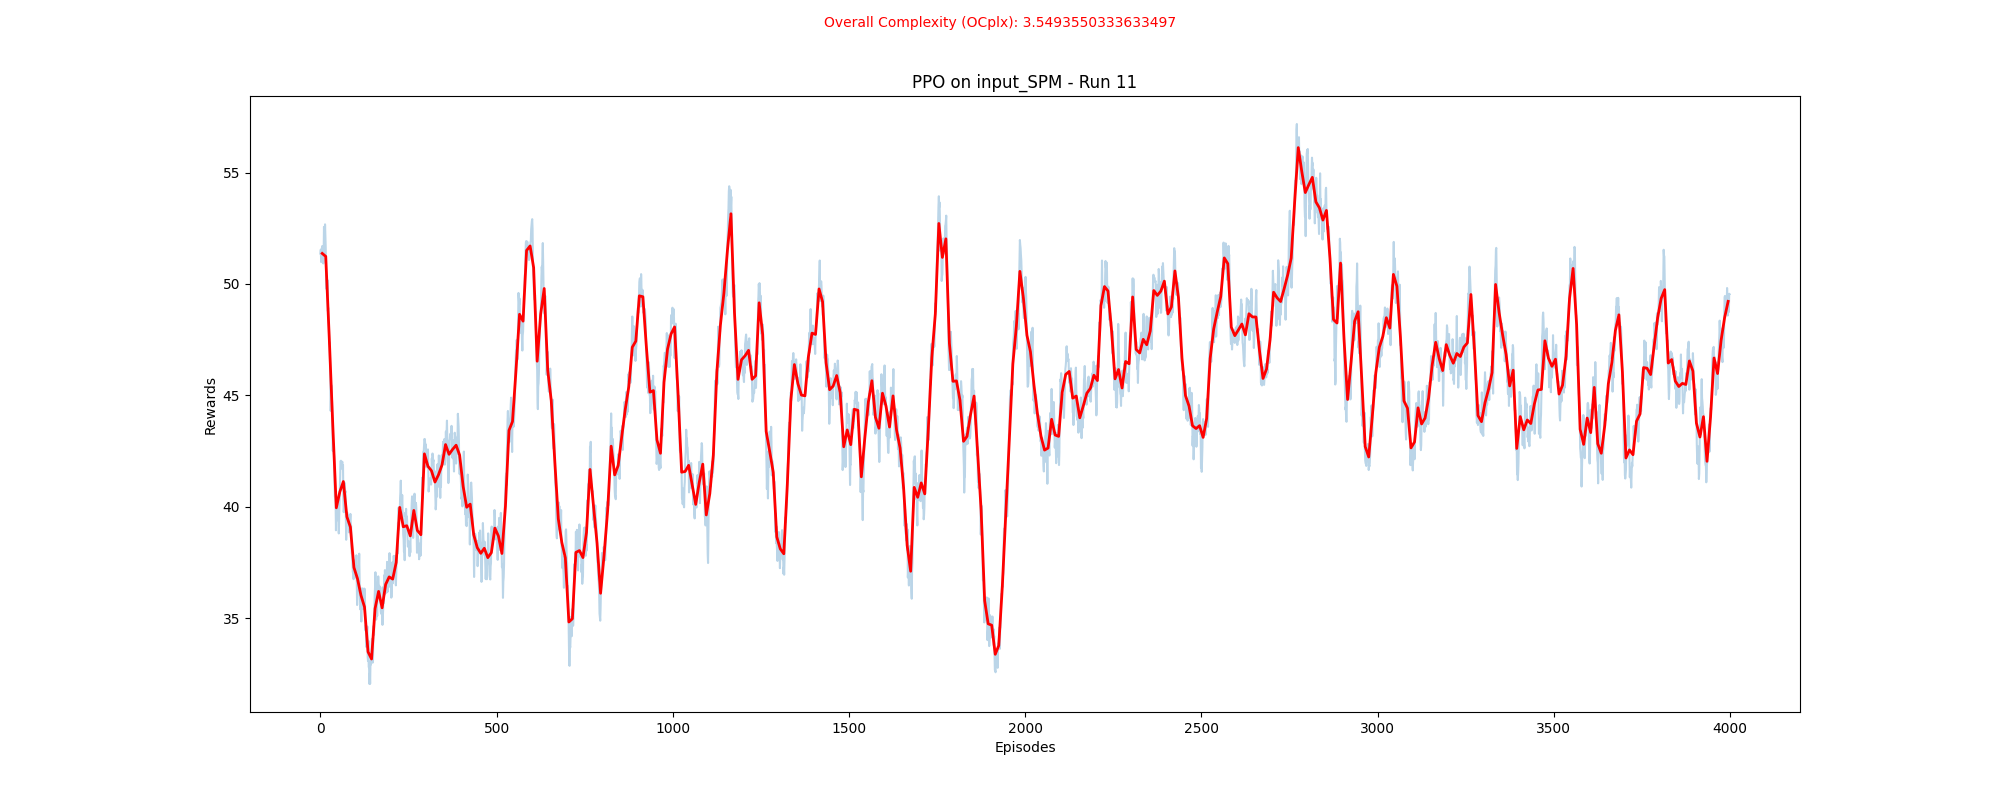 Overall Complexity (OCplx): 3.5493550333633497
PPO on input_SPM - Run 11
Rewards
55
50
45
40
35
0 500 1000 1500 2000 2500 3000 3500 4000
Episodes